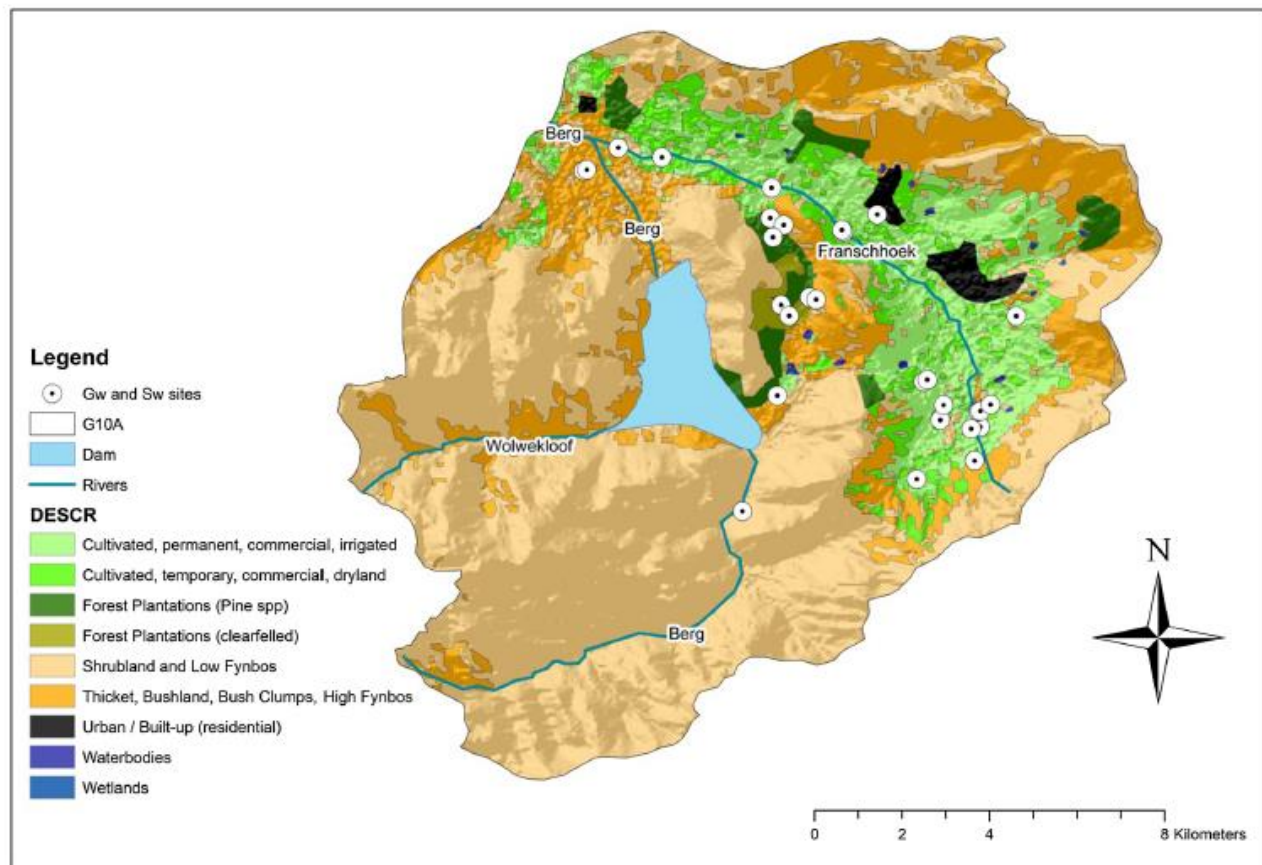 Berg
Berg
Franschhoek
Wolwekloof
Berg
Legend
Gw and Sw sites
G10A
Dam
Rivers
DESCR
Cultivated, permanent, commercial, irrigated
Cultivated, temporary, commercial, dryland
Forest Plantations (Pine spp)
Forest Plantations (clearfelled)
Shrubland and Low Fynbos
Thicket, Bushland, Bush Clumps, High Fynbos
Urban / Built-up (residential)
Waterbodies
Wetlands
N
0 2 4 8 Kilometers